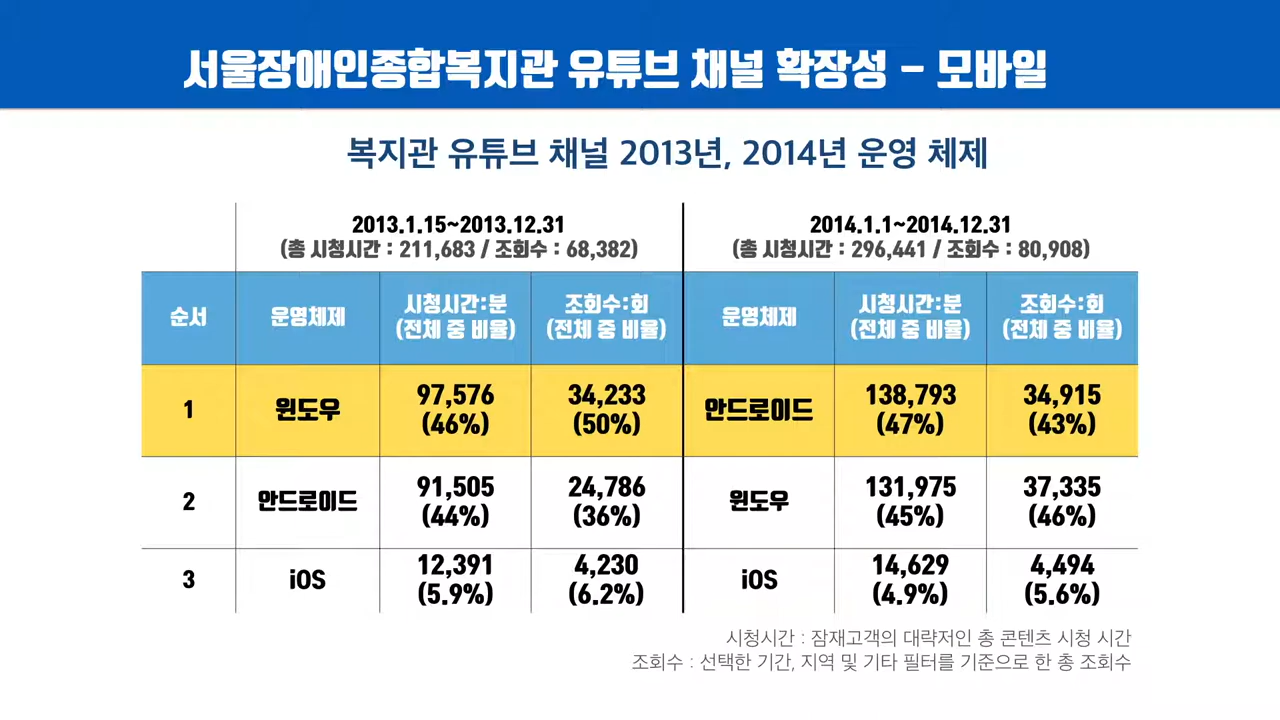 서울장애인종합복지관 유튜브 채널 확장성 - 모바일
복지관 유튜브 채널 2013년, 2014년 운영 체제
2013.1.15~2013.12.31
(총 시청시간 : 211,683 / 조회수 : 68,382)
2014.1.1~2014.12.31
(총 시청시간 : 296,441 / 조회수 : 80,908)
순서
운영체제
시청시간:분
(전체 중 비율)
조회수:회
(전체 중 비율)
운영체제
시청시간:분
(전체 중 비율)
조회수:회
(전체 중 비율)
1
윈도우
97,576
(46%)
34,233
(50%)
안드로이드
138,793
(47%)
34,915
(43%)
2
안드로이드
91,505
(44%)
24,786
(36%)
윈도우
131,975
(45%)
37,335
(46%)
3
iOS
12,391
(5.9%)
4,230
(6.2%)
iOS
14,629
(4.9%)
4,494
(5.6%)
시청시간 : 잠재고객의 대략저인 총 콘텐츠 시청 시간
조회수 : 선택한 기간, 지역 및 기타 필터를 기준으로 한 총 조회수